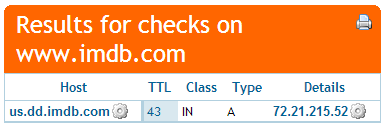 Results for checks on
www.imdb.com
Host TTL Class Type Details
us.dd.imdb.com 43 IN A 72.21.215.52